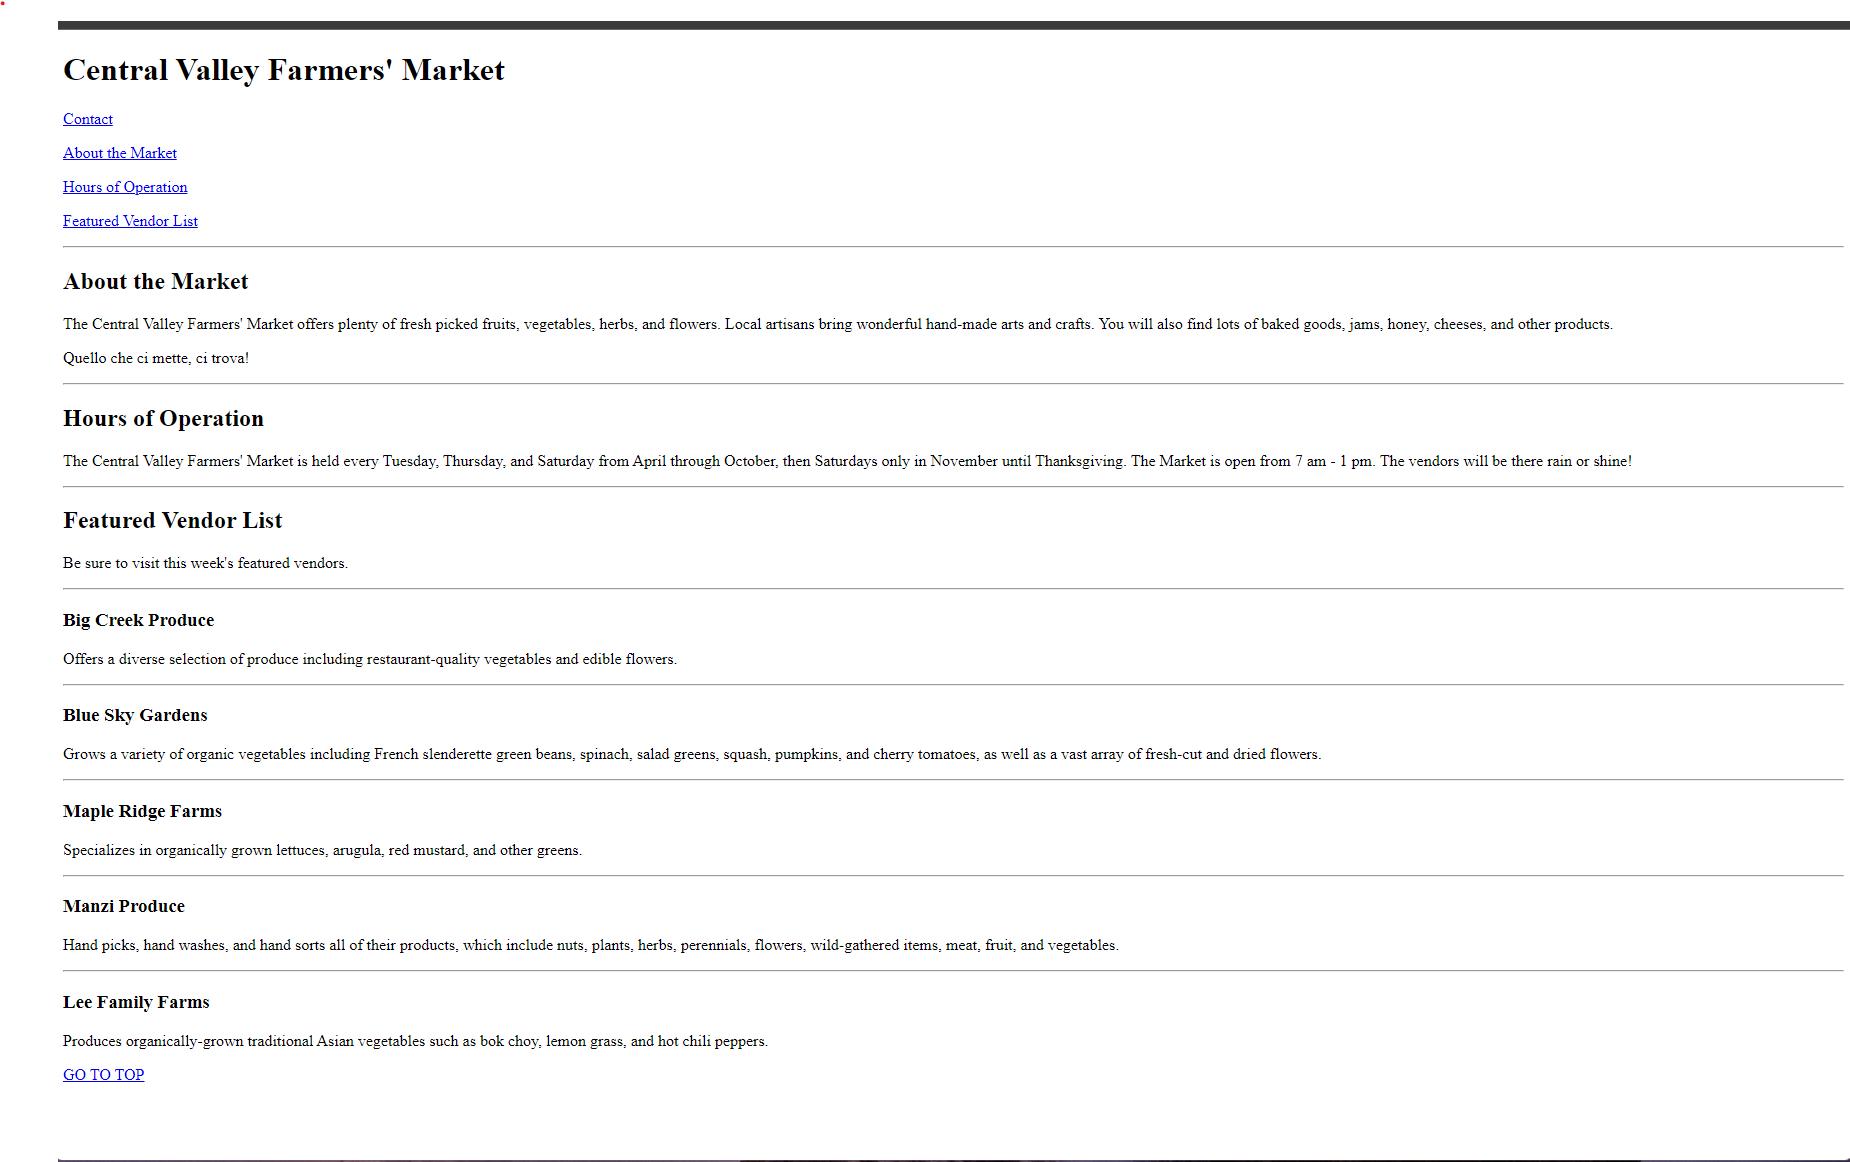 Central Valley Farmers' Market
Contact
About the Market
Hours of Operation
Featured Vendor List
About the Market
The Central Valley Farmers' Market offers plenty of fresh picked fruits, vegetables, herbs, and flowers. Local artisans bring wonderful hand-made arts and crafts. You will also find lots of baked goods, jams, honey, cheeses, and other products.
Quello che ci mette, ci trova!
Hours of Operation
The Central Valley Farmers' Market is held every Tuesday, Thursday, and Saturday from April through October, then Saturdays only in November until Thanksgiving. The Market is open from 7 am - 1 pm. The vendors will be there rain or shine!
Featured Vendor List
Be sure to visit this week's featured vendors.
Big Creek Produce
Offers a diverse selection of produce including restaurant-quality vegetables and edible flowers.
Blue Sky Gardens
Grows a variety of organic vegetables including French slenderette green beans, spinach, salad greens, squash, pumpkins, and cherry tomatoes, as well as a vast array of fresh-cut and dried flowers.
Maple Ridge Farms
Specializes in organically grown lettuces, arugula, red mustard, and other greens.
Manzi Produce
Hand picks, hand washes, and hand sorts all of their products, which include nuts, plants, herbs, perennials, flowers, wild-gathered items, meat, fruit, and vegetables.
Lee Family Farms
Produces organically-grown traditional Asian vegetables such as bok choy, lemon grass, and hot chili peppers.
GO TO TOP